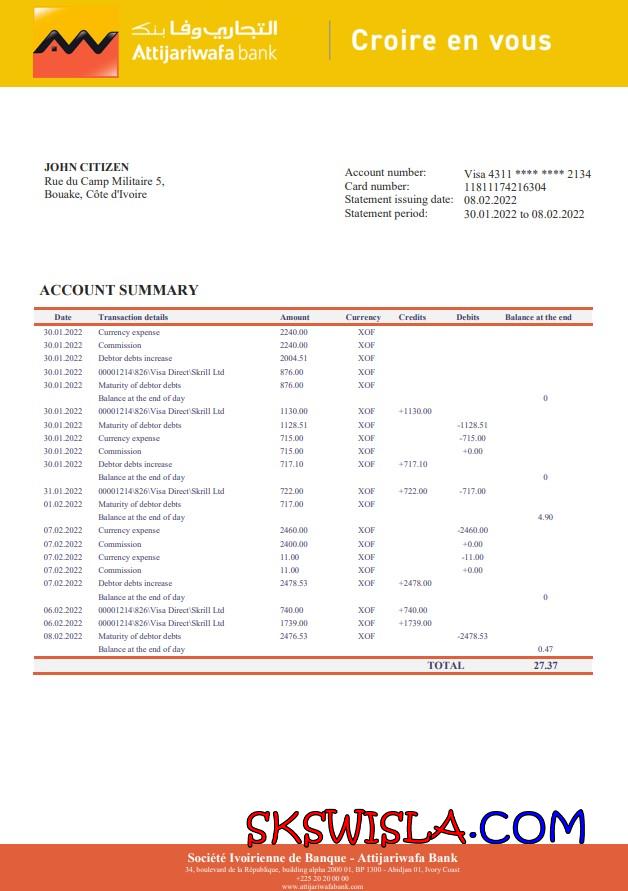 التجاري وفا بنك
Attijariwafa bank
Croire en vous
JOHN CITIZEN
Rue du Camp Militaire 5,
Bouake, Côte d'Ivoire
Account number: Visa 4311 **** **** 2134
Card number: 11811174216304
Statement issuing date: 08.02.2022
Statement period: 30.01.2022 to 08.02.2022
ACCOUNT SUMMARY
Date Transaction details Amount Currency Credits Debits Balance at the end
30.01.2022 Currency expense 2240.00 XOF
30.01.2022 Commission 2240.00 XOF
30.01.2022 Debtor debts increase 2004.51 XOF
30.01.2022 00001214\826\Visa Direct\Skrill Ltd 876.00 XOF
30.01.2022 Maturity of debtor debts 876.00 XOF
Balance at the end of day 0
30.01.2022 00001214\826\Visa Direct\Skrill Ltd 1130.00 XOF +1130.00
30.01.2022 Maturity of debtor debts 1128.51 XOF -1128.51
30.01.2022 Currency expense 715.00 XOF -715.00
30.01.2022 Commission 715.00 XOF +0.00
30.01.2022 Debtor debts increase 717.10 XOF +717.10
Balance at the end of day 0
31.01.2022 00001214\826\Visa Direct\Skrill Ltd 722.00 XOF +722.00 -717.00
01.02.2022 Maturity of debtor debts 717.00 XOF
Balance at the end of day 4.90
07.02.2022 Currency expense 2460.00 XOF -2460.00
07.02.2022 Commission 2400.00 XOF +0.00
07.02.2022 Currency expense 11.00 XOF -11.00
07.02.2022 Commission 11.00 XOF +0.00
07.02.2022 Debtor debts increase 2478.53 XOF +2478.00
Balance at the end of day 0
06.02.2022 00001214\826\Visa Direct\Skrill Ltd 740.00 XOF +740.00
06.02.2022 00001214\826\Visa Direct\Skrill Ltd 1739.00 XOF +1739.00
08.02.2022 Maturity of debtor debts 2476.53 XOF -2478.53
Balance at the end of day 0.47
TOTAL 27.37
SKSWISLA.COM
Société Ivoirienne de Banque - Attijariwafa Bank
34, boulevard de la République, building alpha 2000 01, BP 1300 - Abidjan 01, Ivory Coast
+225 20 20 00 00
www.attijariwafabank.com